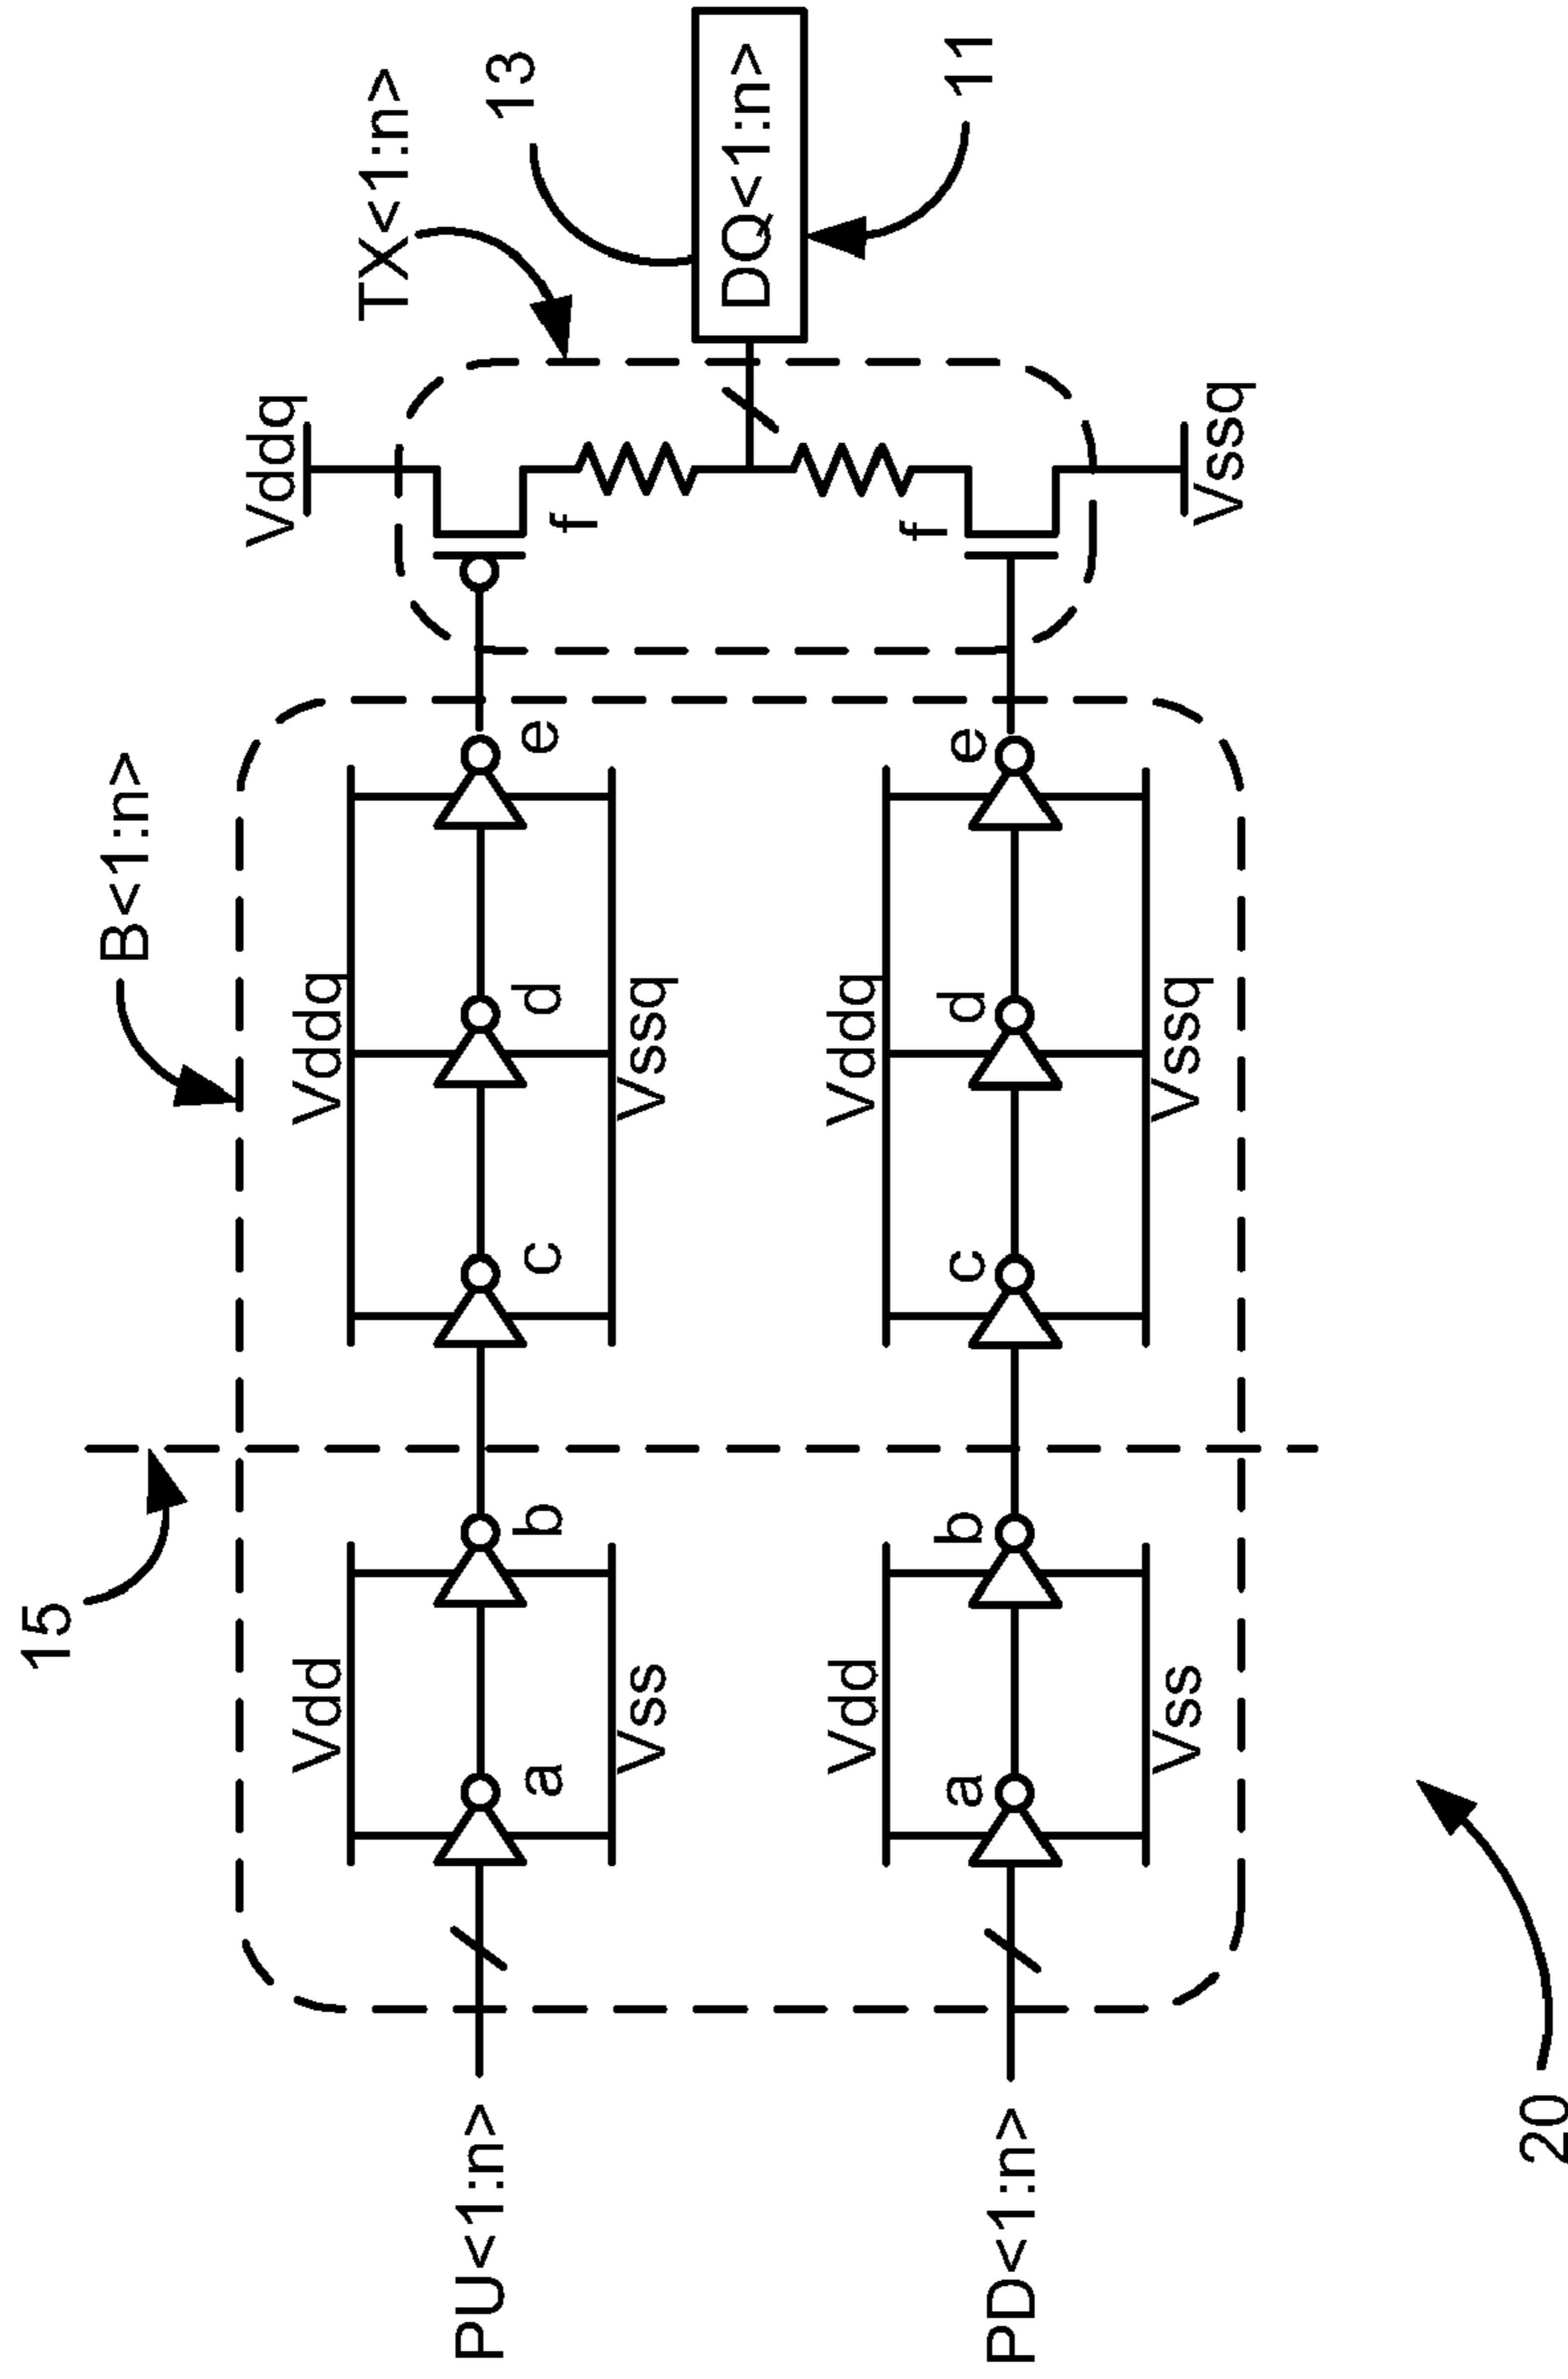 15
B<1:n>
TX<1:n>
13
Vddq
Vdd
Vddq
PU<1:n>
a
b
c
d
e
f
Vss
Vssq
DQ<1:n>
11
Vdd
Vddq
f
PD<1:n>
a
b
c
d
e
Vss
Vssq
Vssq
20